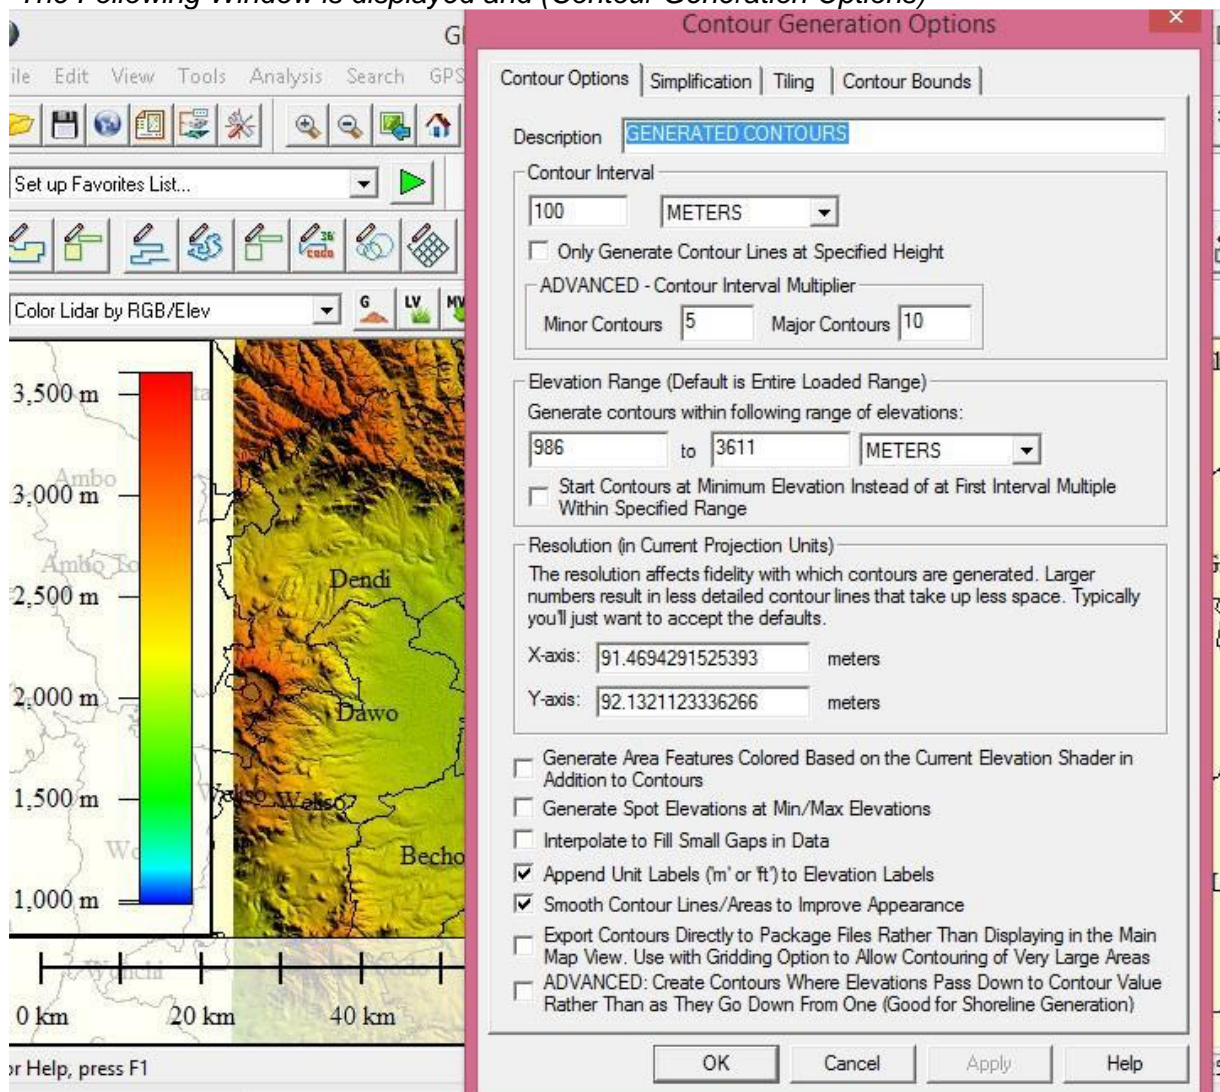 The Following Window is displayed and (Contour Generation Options)
Contour Generation Options
File Edit View Tools Analysis Search GPS
Set up Favorites List...
Color Lidar by RGB/Elev
G LV
3,500 m
3,000 m
2,500 m
2,000 m
1,500 m
1,000 m
Ambo
Ambo To
Dendi
Dawo
Weliso Weliso
Becho
Wonchi
0 km 20 km 40 km
or Help, press F1
Contour Options Simplification Tiling Contour Bounds
Description GENERATED CONTOURS
Contour Interval
100 METERS
Only Generate Contour Lines at Specified Height
ADVANCED - Contour Interval Multiplier
Minor Contours 5 Major Contours 10
Elevation Range (Default is Entire Loaded Range)
Generate contours within following range of elevations:
986 to 3611 METERS
Start Contours at Minimum Elevation Instead of at First Interval Multiple
Within Specified Range
Resolution (in Current Projection Units)
The resolution affects fidelity with which contours are generated. Larger
numbers result in less detailed contour lines that take up less space. Typically
you'll just want to accept the defaults.
X-axis: 91.4694291525393 meters
Y-axis: 92.1321123336266 meters
Generate Area Features Colored Based on the Current Elevation Shader in
Addition to Contours
Generate Spot Elevations at Min/Max Elevations
Interpolate to Fill Small Gaps in Data
Append Unit Labels ('m' or 'ft') to Elevation Labels
Smooth Contour Lines/Areas to Improve Appearance
Export Contours Directly to Package Files Rather Than Displaying in the Main
Map View. Use with Gridding Option to Allow Contouring of Very Large Areas
ADVANCED: Create Contours Where Elevations Pass Down to Contour Value
Rather Than as They Go Down From One (Good for Shoreline Generation)
OK Cancel Apply Help